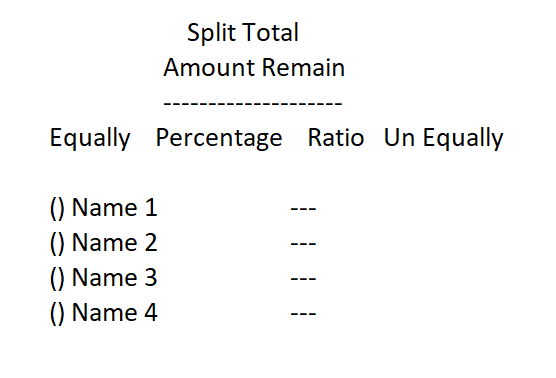 Split Total
Amount Remain
--------------------
Equally Percentage Ratio Un Equally
() Name 1 ---
() Name 2 ---
() Name 3 ---
() Name 4 ---